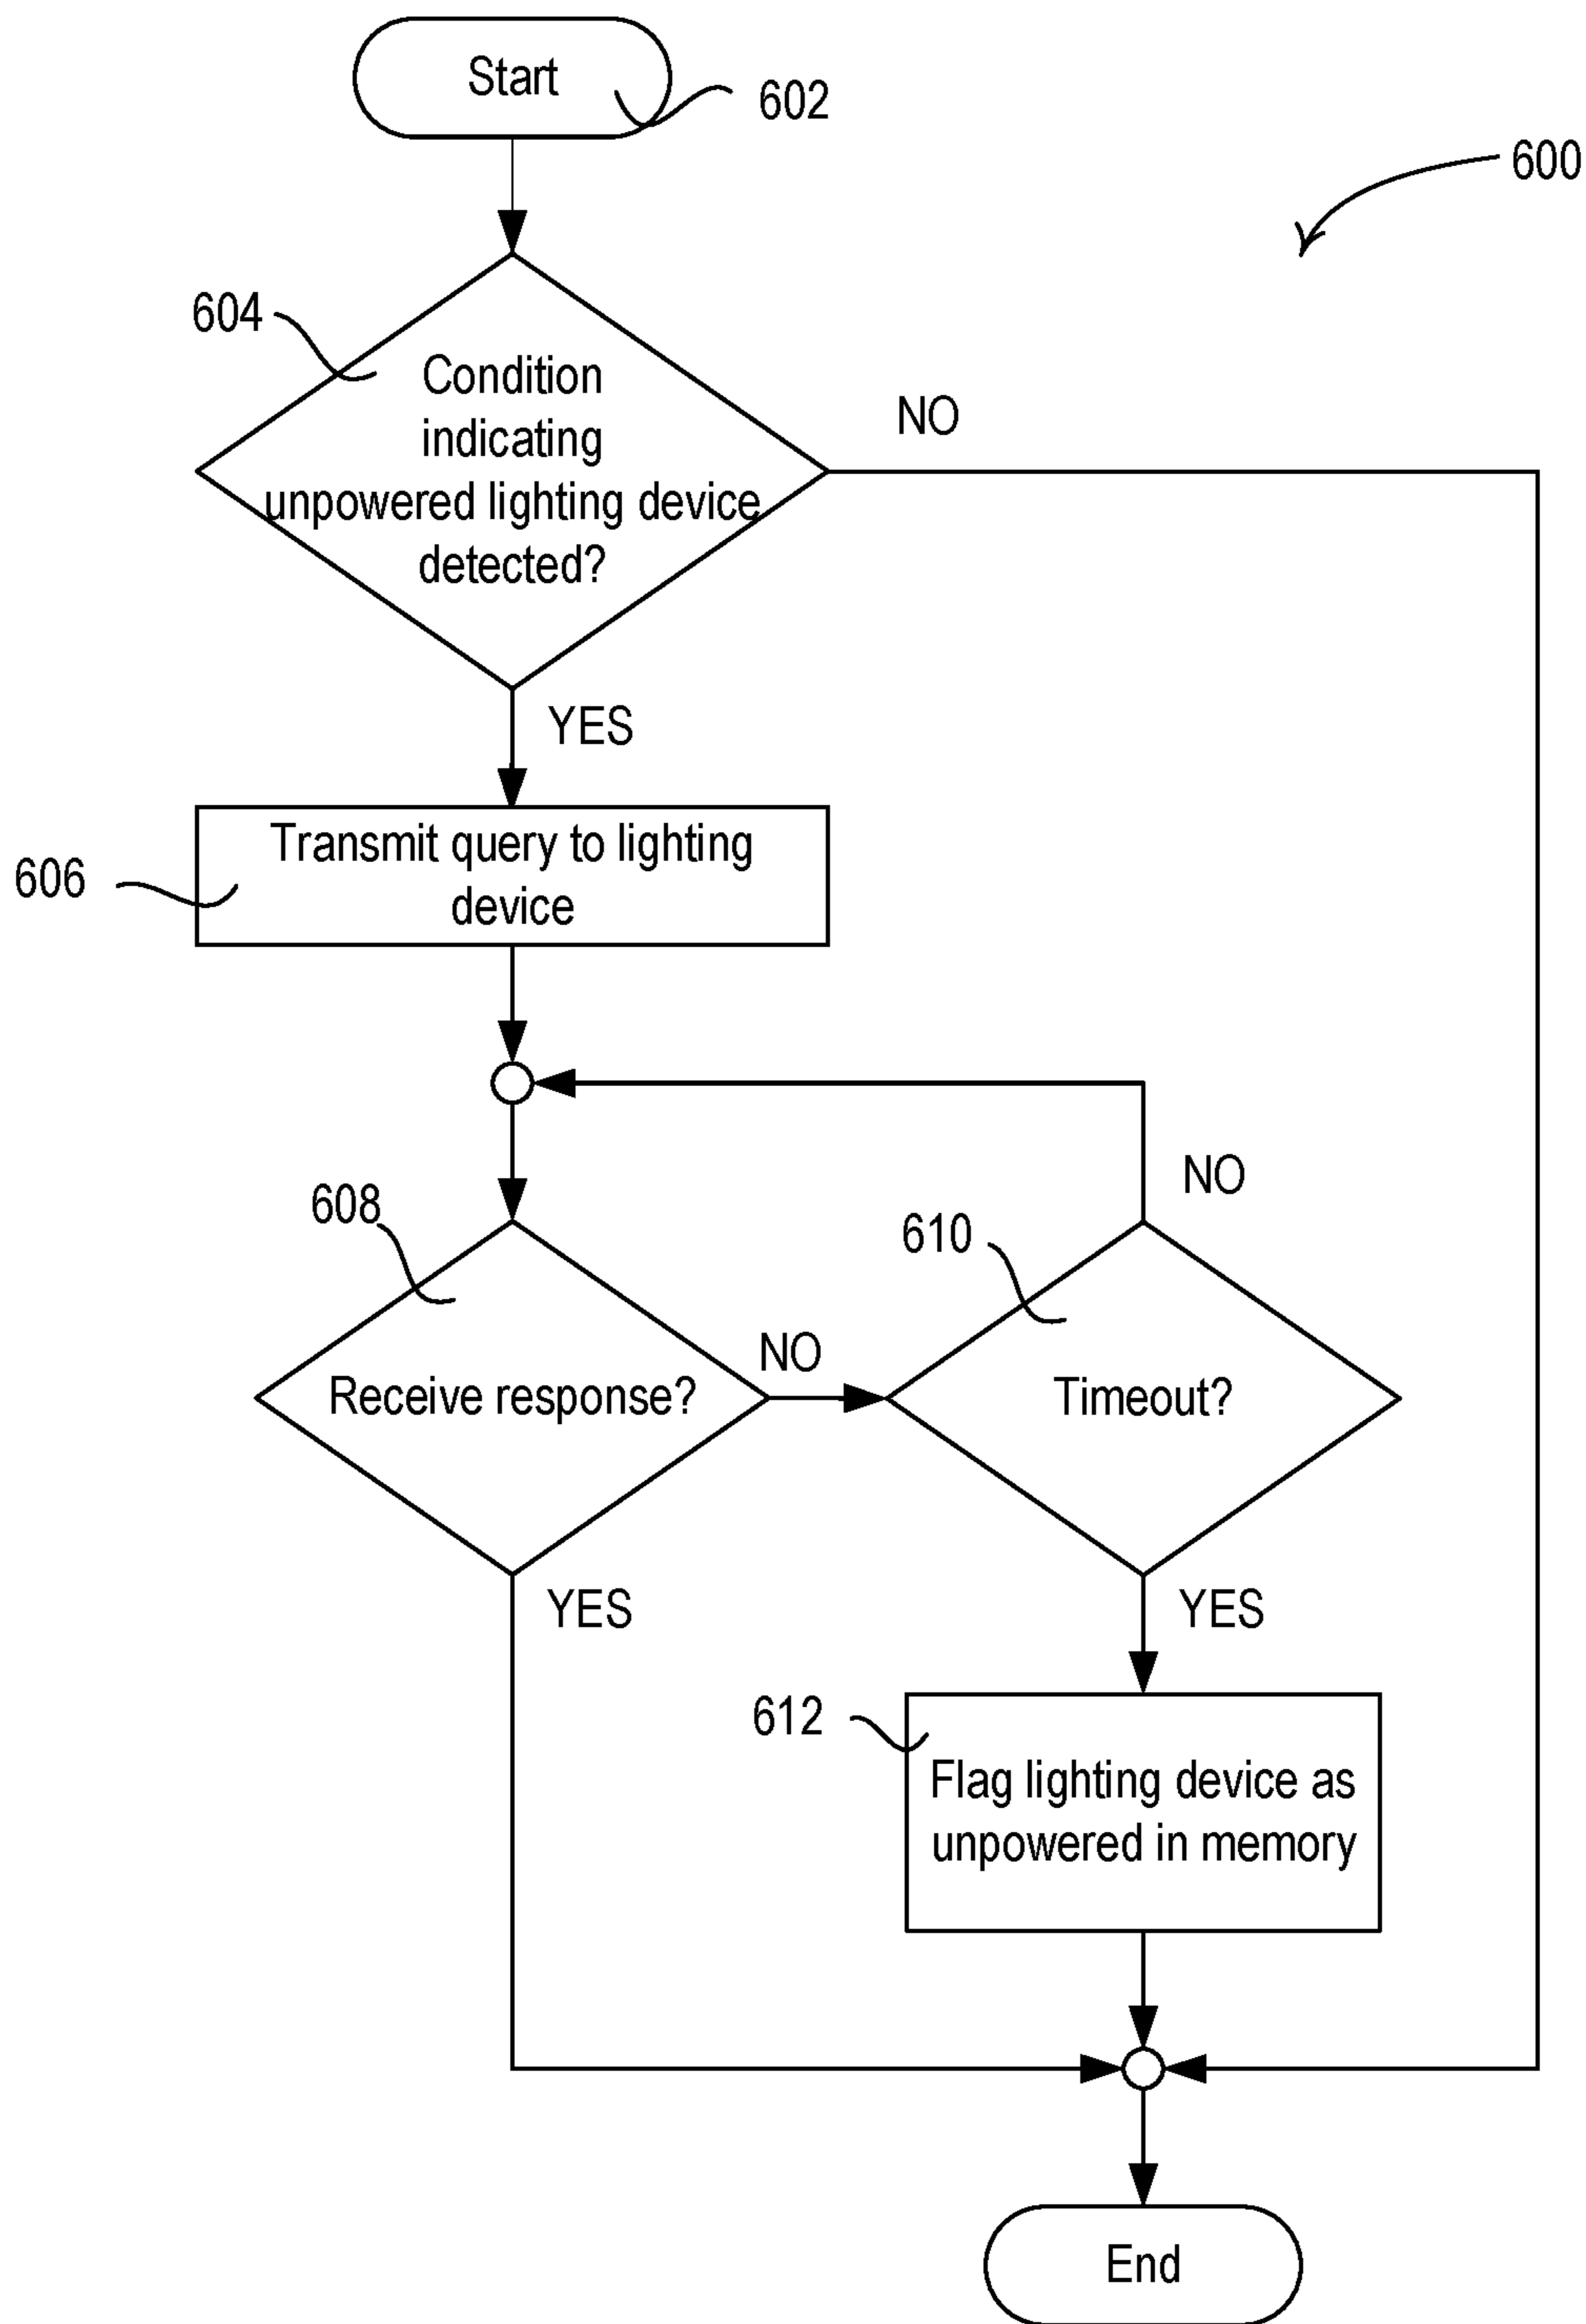 Start
602
600
604
Condition
indicating
unpowered lighting device
detected?
NO
YES
606
Transmit query to lighting
device
NO
608
610
Receive response?
NO
Timeout?
YES
YES
612
Flag lighting device as
unpowered in memory
End